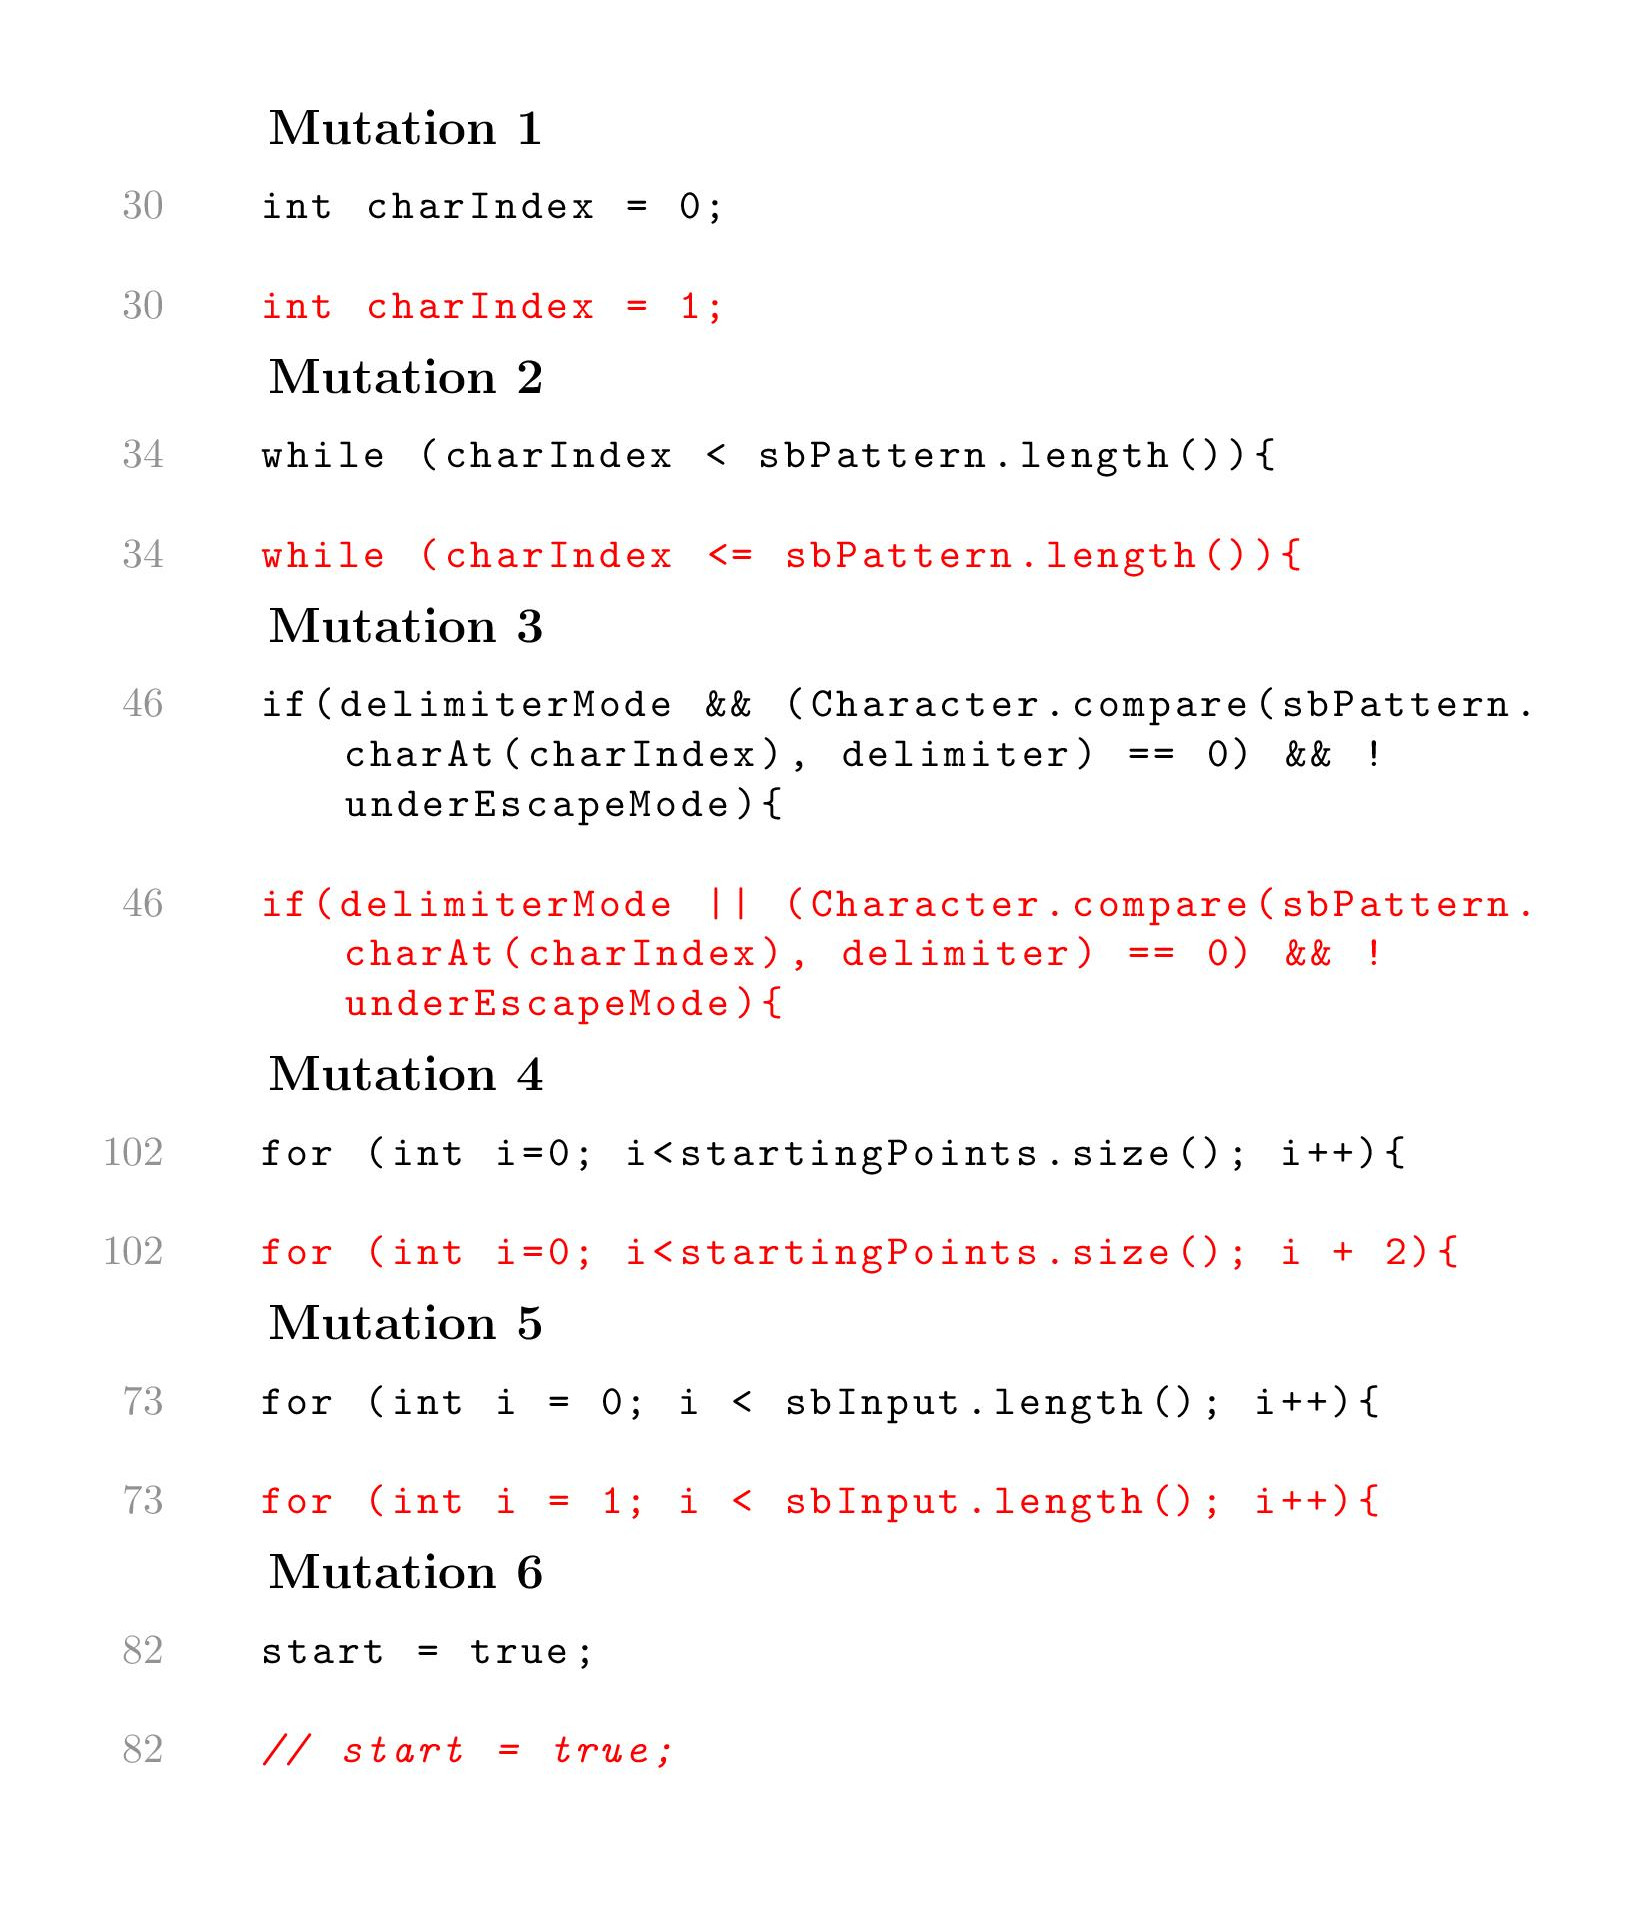 Mutation 1
30 int charIndex = 0;
30 int charIndex = 1;
Mutation 2
34 while (charIndex < sbPattern.length()){
34 while (charIndex <= sbPattern.length()){
Mutation 3
46 if(delimiterMode && (Character.compare(sbPattern.
charAt(charIndex), delimiter) == 0) && !
underEscapeMode){
46 if(delimiterMode || (Character.compare(sbPattern.
charAt(charIndex), delimiter) == 0) && !
underEscapeMode){
Mutation 4
102 for (int i=0; i<startingPoints.size(); i++){
102 for (int i=0; i<startingPoints.size(); i + 2){
Mutation 5
73 for (int i = 0; i < sbInput.length(); i++){
73 for (int i = 1; i < sbInput.length(); i++){
Mutation 6
82 start = true;
82 // start = true;